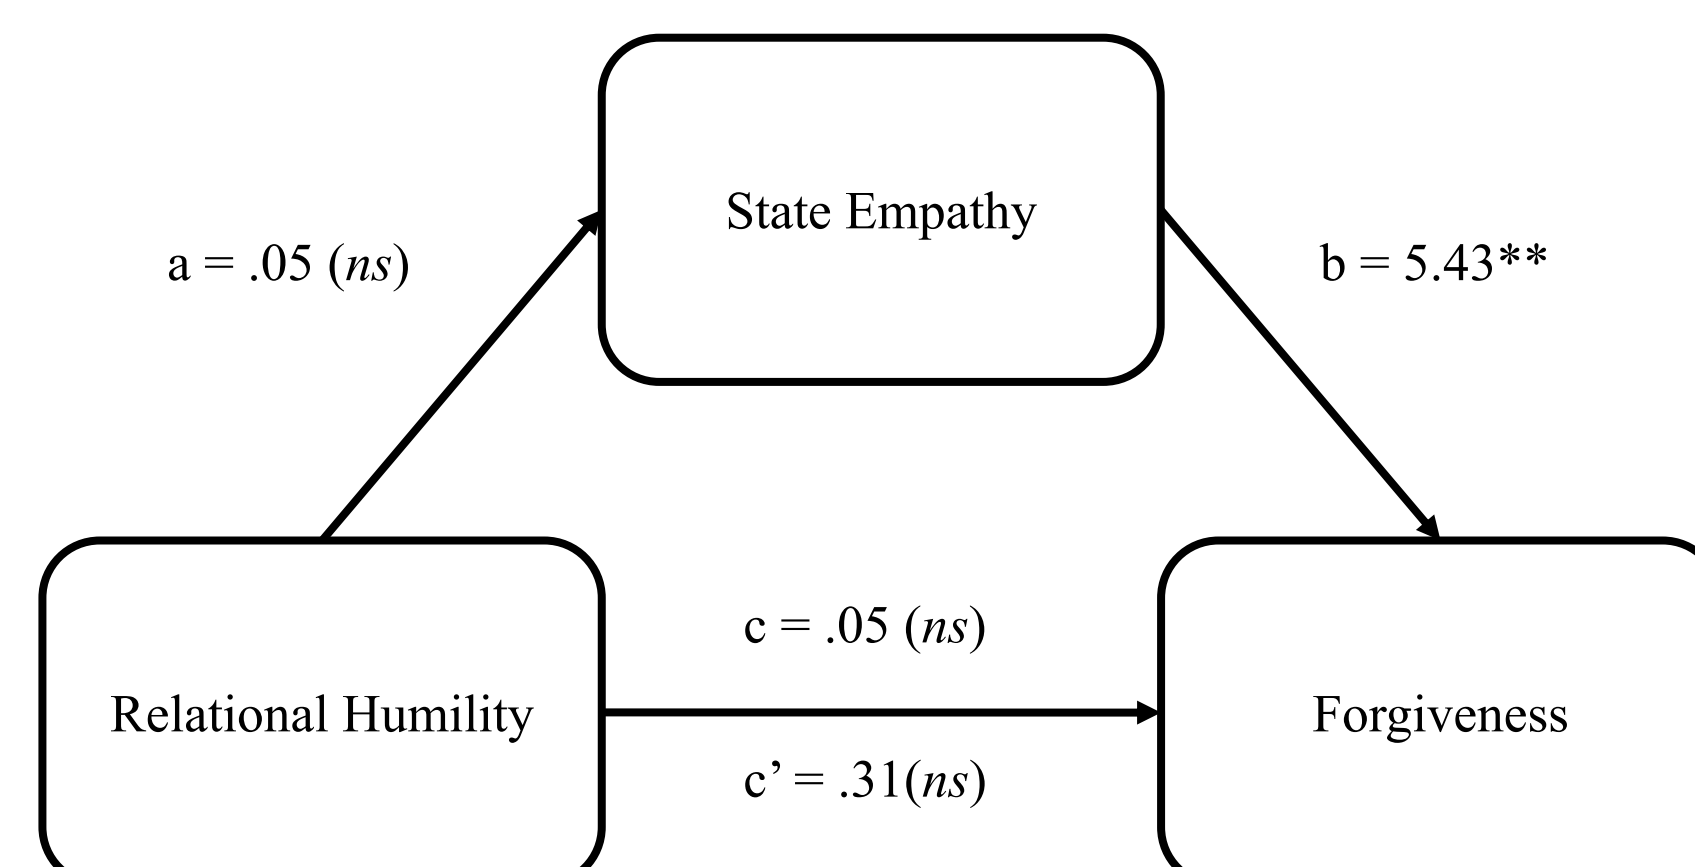 State Empathy
a = .05 (ns)
b = 5.43**
c = .05 (ns)
Relational Humility
Forgiveness
c’ = .31(ns)